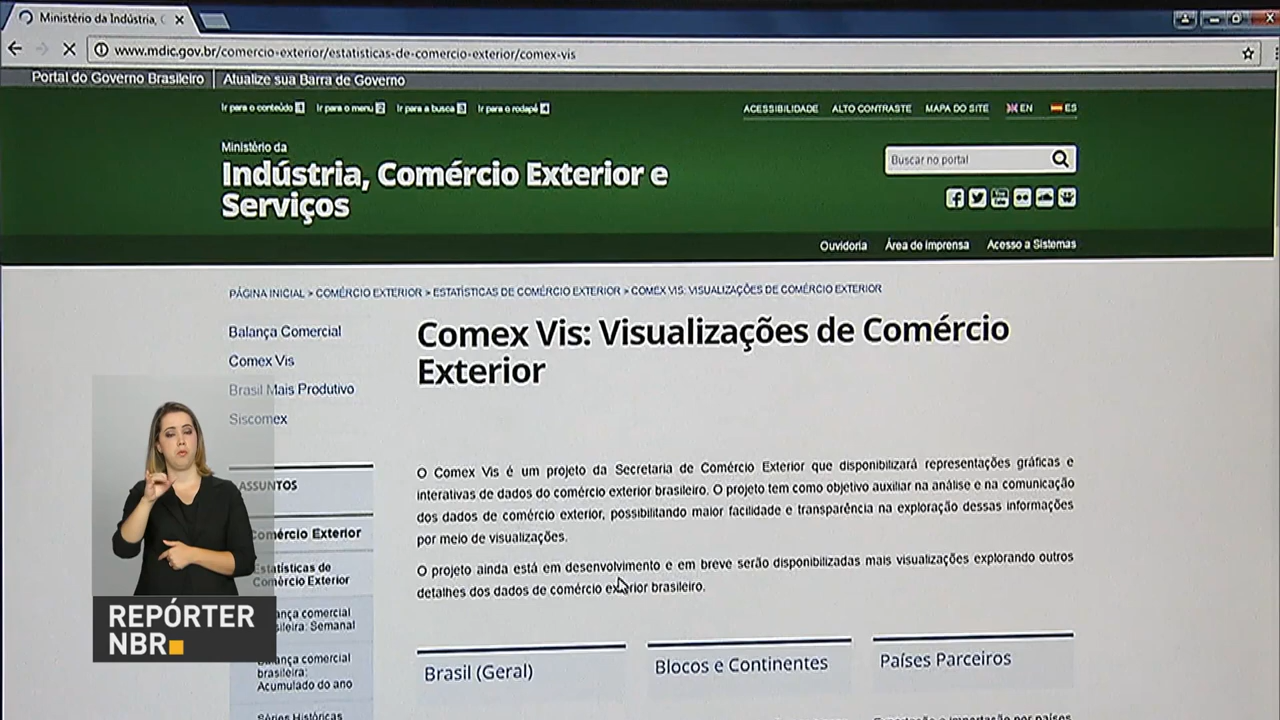 Ministério da Indústria, C
www.mdic.gov.br/comercio-exterior/estatisticas-de-comercio-exterior/comex-vis
Portal do Governo Brasileiro
Atualize sua Barra de Governo
Ir para o conteúdo 1 Ir para o menu 2 Ir para a busca 3 Ir para o rodapé 4
ACESSIBILIDADE ALTO CONTRASTE MAPA DO SITE EN ES
Ministério da
Indústria, Comércio Exterior e
Serviços
Buscar no portal
Ouvidoria Área de imprensa Acesso a Sistemas
PÁGINA INICIAL > COMÉRCIO EXTERIOR > ESTATÍSTICAS DE COMÉRCIO EXTERIOR > COMEX VIS: VISUALIZAÇÕES DE COMÉRCIO EXTERIOR
Balança Comercial
Comex Vis
Brasil Mais Produtivo
Siscomex
ASSUNTOS
Comércio Exterior
Estatísticas de
Comércio Exterior
ança comercial
sileira: Semanal
Balança comercial
brasileira:
Acumulado do ano
Séries Históricas
Comex Vis: Visualizações de Comércio
Exterior
O Comex Vis é um projeto da Secretaria de Comércio Exterior que disponibilizará representações gráficas e
interativas de dados do comércio exterior brasileiro. O projeto tem como objetivo auxiliar na análise e na comunicação
dos dados de comércio exterior, possibilitando maior facilidade e transparência na exploração dessas informações
por meio de visualizações.
O projeto ainda está em desenvolvimento e em breve serão disponibilizadas mais visualizações explorando outros
detalhes dos dados de comércio exterior brasileiro.
Brasil (Geral)
Blocos e Continentes
Países Parceiros
REPÓRTER
NBR